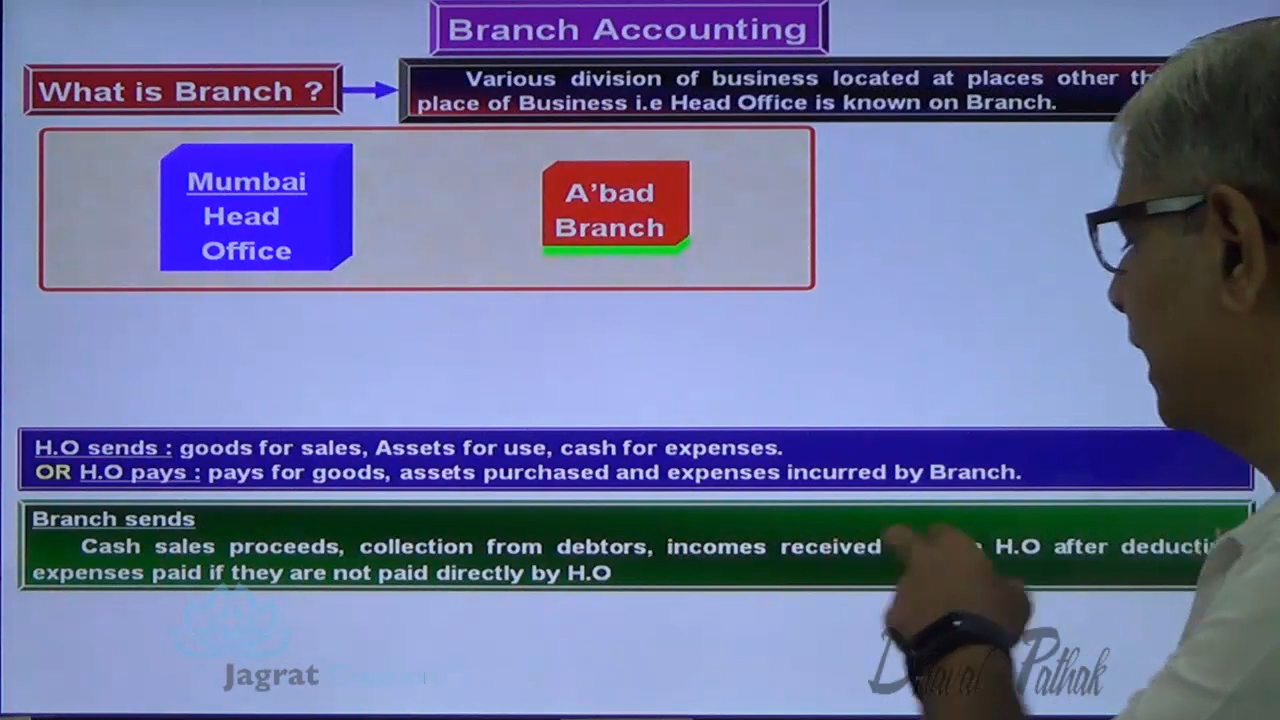 Branch Accounting
What is Branch ?
Various division of business located at places other
place of Business i.e Head Office is known on Branch.
Mumbai
Head
Office
A'bad
Branch
H.O sends : goods for sales, Assets for use, cash for expenses.
OR H.O pays : pays for goods, assets purchased and expenses incurred by Branch.
Branch sends
Cash sales proceeds, collection from debtors, incomes received H.O after
expenses paid if they are not paid directly by H.O
Jagrat
Pathak